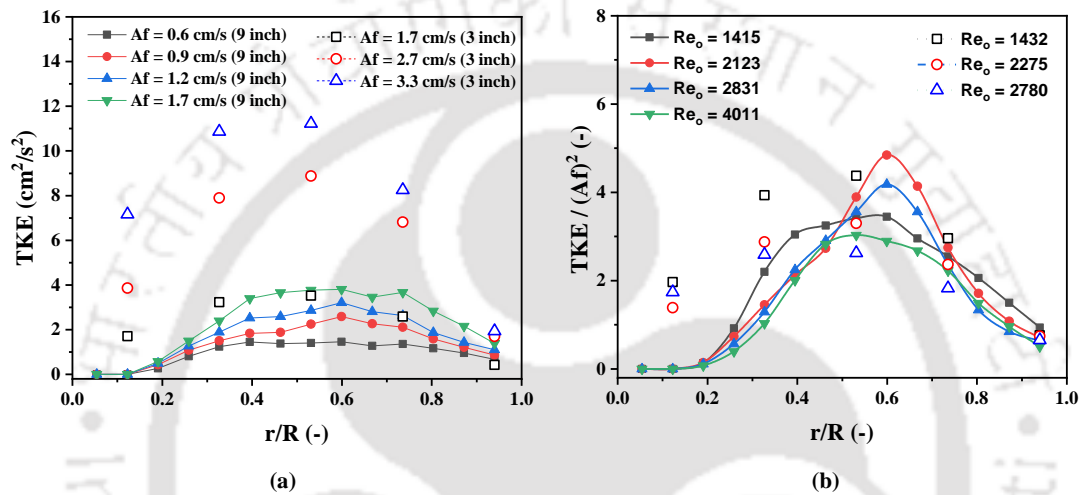 16
14
12
10
8
6
4
2
0
TKE (cm²/s²)
Af = 0.6 cm/s (9 inch)
Af = 0.9 cm/s (9 inch)
Af = 1.2 cm/s (9 inch)
Af = 1.7 cm/s (9 inch)
Af = 1.7 cm/s (3 inch)
Af = 2.7 cm/s (3 inch)
Af = 3.3 cm/s (3 inch)
0.0 0.2 0.4 0.6 0.8 1.0
r/R (-)
(a)
8
6
4
2
0
TKE / (Af)² (-)
Reₒ = 1415
Reₒ = 2123
Reₒ = 2831
Reₒ = 4011
Reₒ = 1432
Reₒ = 2275
Reₒ = 2780
0.0 0.2 0.4 0.6 0.8 1.0
r/R (-)
(b)